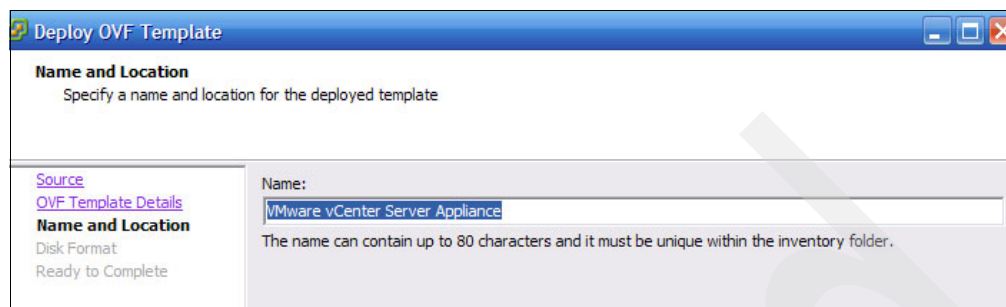 Deploy OVF Template
Name and Location
Specify a name and location for the deployed template
Source
OVF Template Details
Name and Location
Disk Format
Ready to Complete
Name:
VMware vCenter Server Appliance
The name can contain up to 80 characters and it must be unique within the inventory folder.